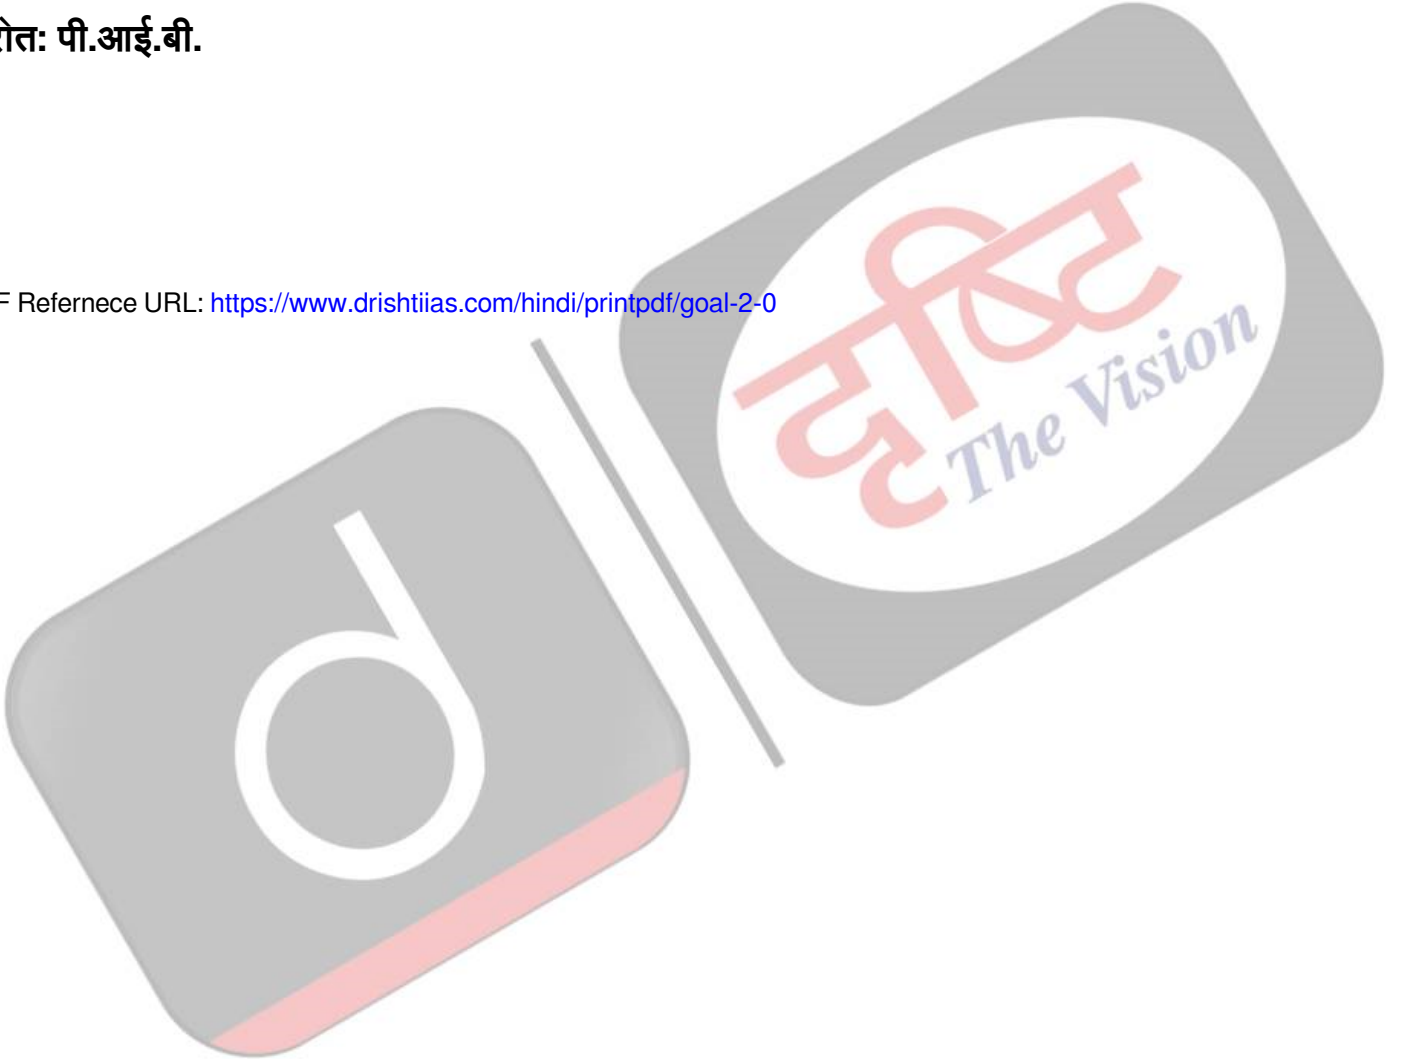 रोत: पी.आई.बी.
F Refernece URL: https://www.drishtiias.com/hindi/printpdf/goal-2-0
दृष्टि
The Vision
d